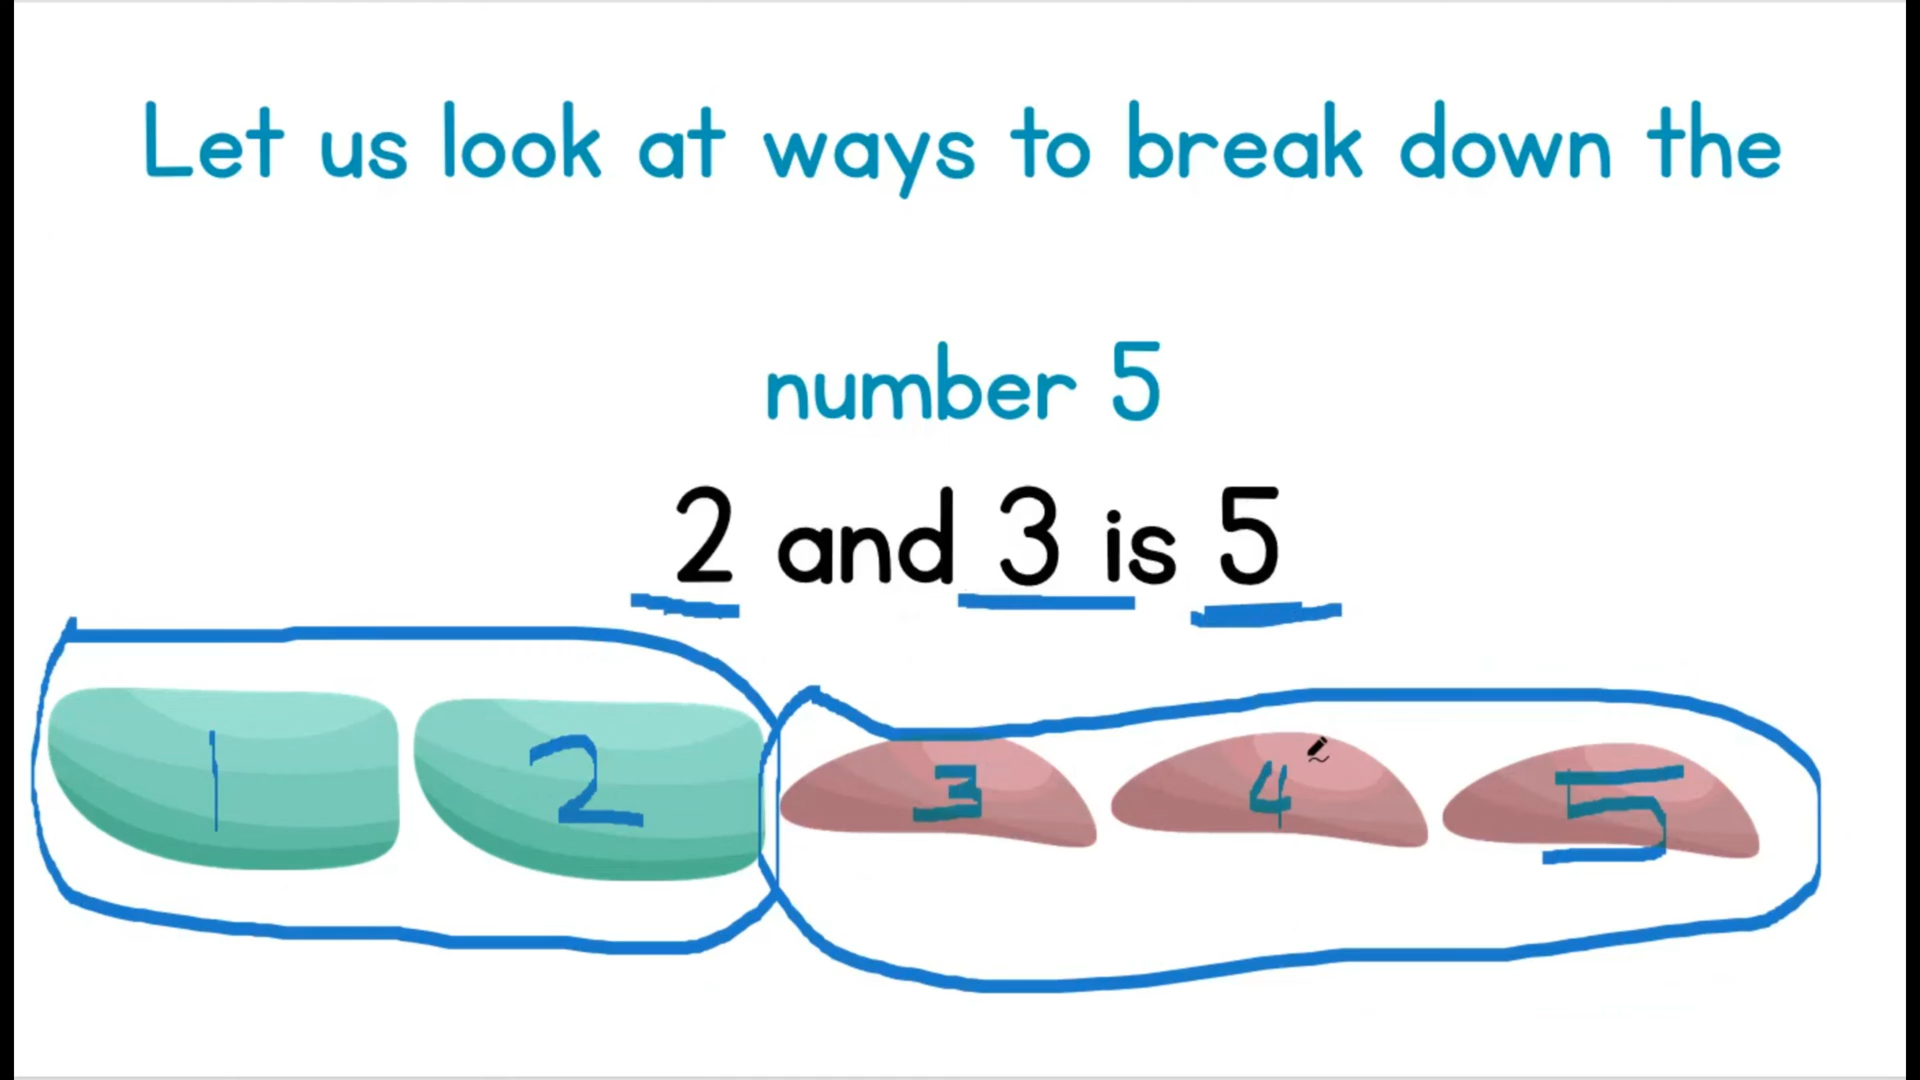 Let us look at ways to break down the
number 5
2 and 3 is 5
1 2 3 4 5